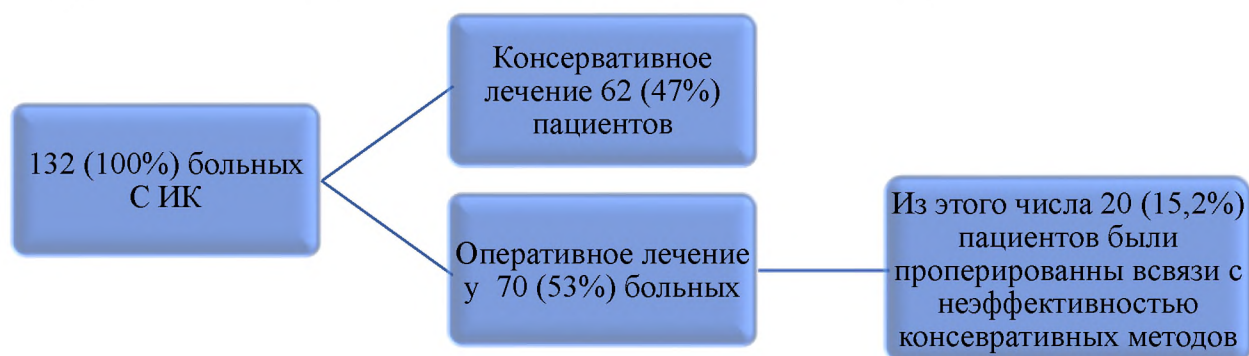 132 (100%) больных
С ИК
Консервативное
лечение 62 (47%)
пациентов
Оперативное лечение
у 70 (53%) больных
Из этого числа 20 (15,2%)
пациентов были
проперированны всвязи с
неэффективностью
консевративных методов